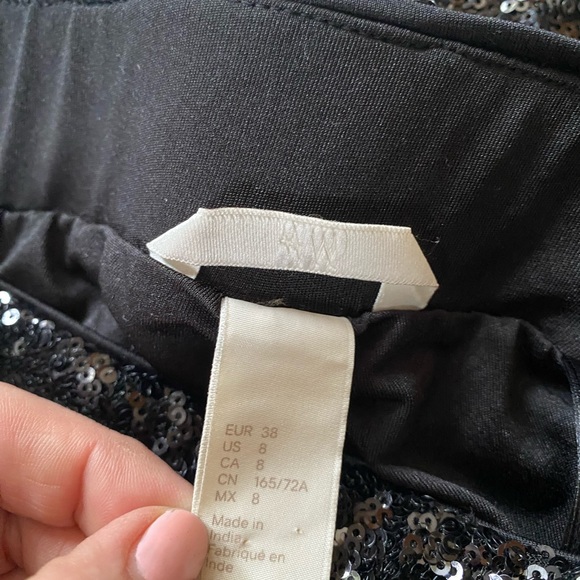 EUR 38
US 8
CA 8
CN 165/72A
MX 8
Made in
India
Fabriqué en
Inde